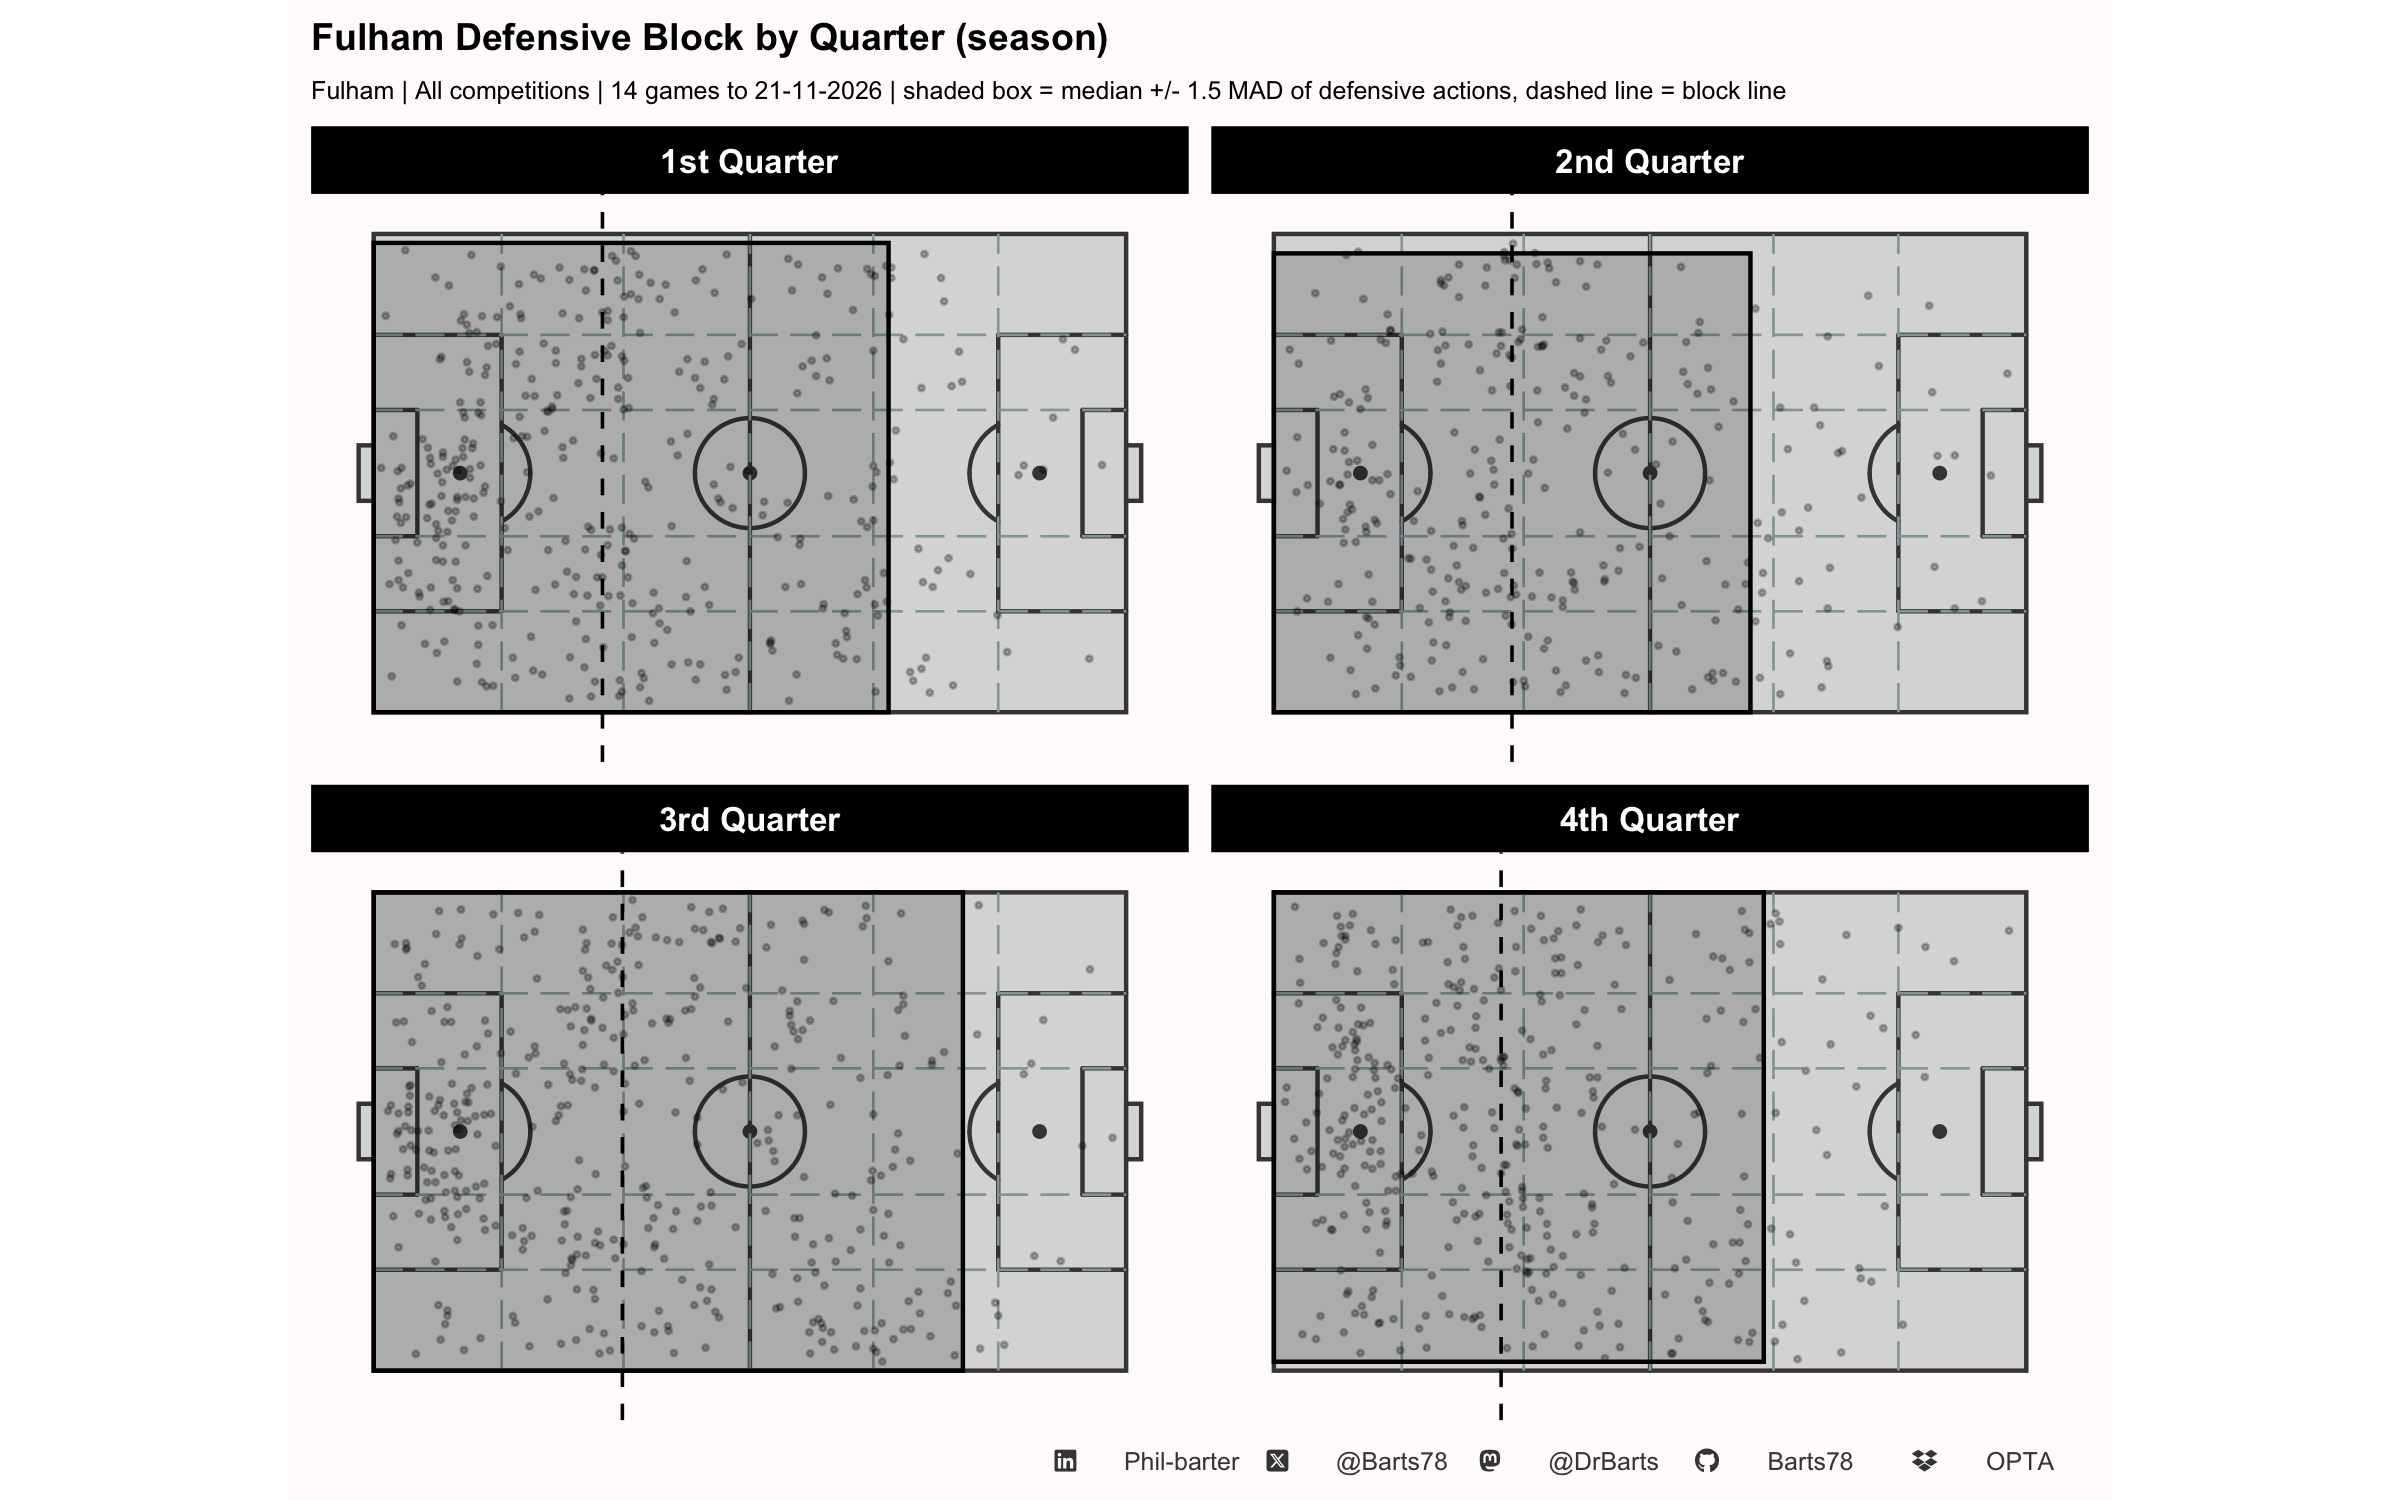 Fulham Defensive Block by Quarter (season)
Fulham | All competitions | 14 games to 21-11-2026 | shaded box = median +/- 1.5 MAD of defensive actions, dashed line = block line
1st Quarter
2nd Quarter
3rd Quarter
4th Quarter
Phil-barter @Barts78 @DrBarts Barts78 OPTA